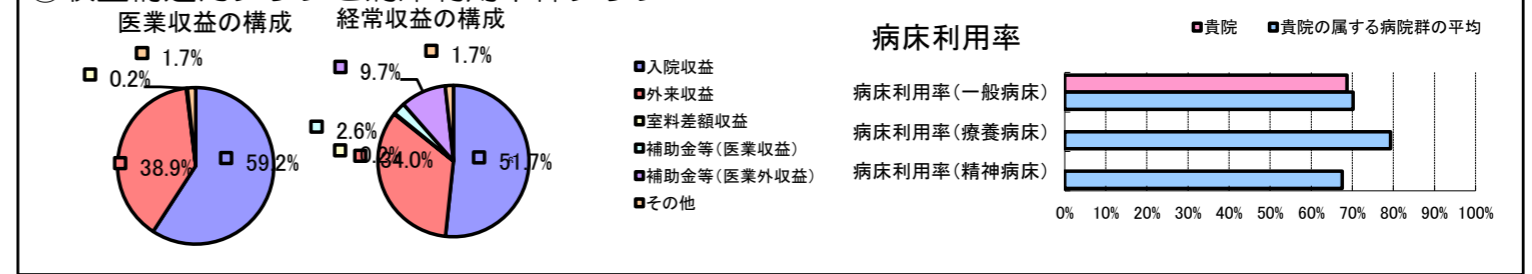 医業収益の構成
1.7%
0.2%
38.9%
59.2%
経常収益の構成
1.7%
9.7%
2.6%
0.2%
34.0%
51.7%
入院収益
外来収益
室料差額収益
補助金等(医業収益)
補助金等(医業外収益)
その他
病床利用率
貴院 貴院の属する病院群の平均
病床利用率(一般病床)
病床利用率(療養病床)
病床利用率(精神病床)
0% 10% 20% 30% 40% 50% 60% 70% 80% 90% 100%